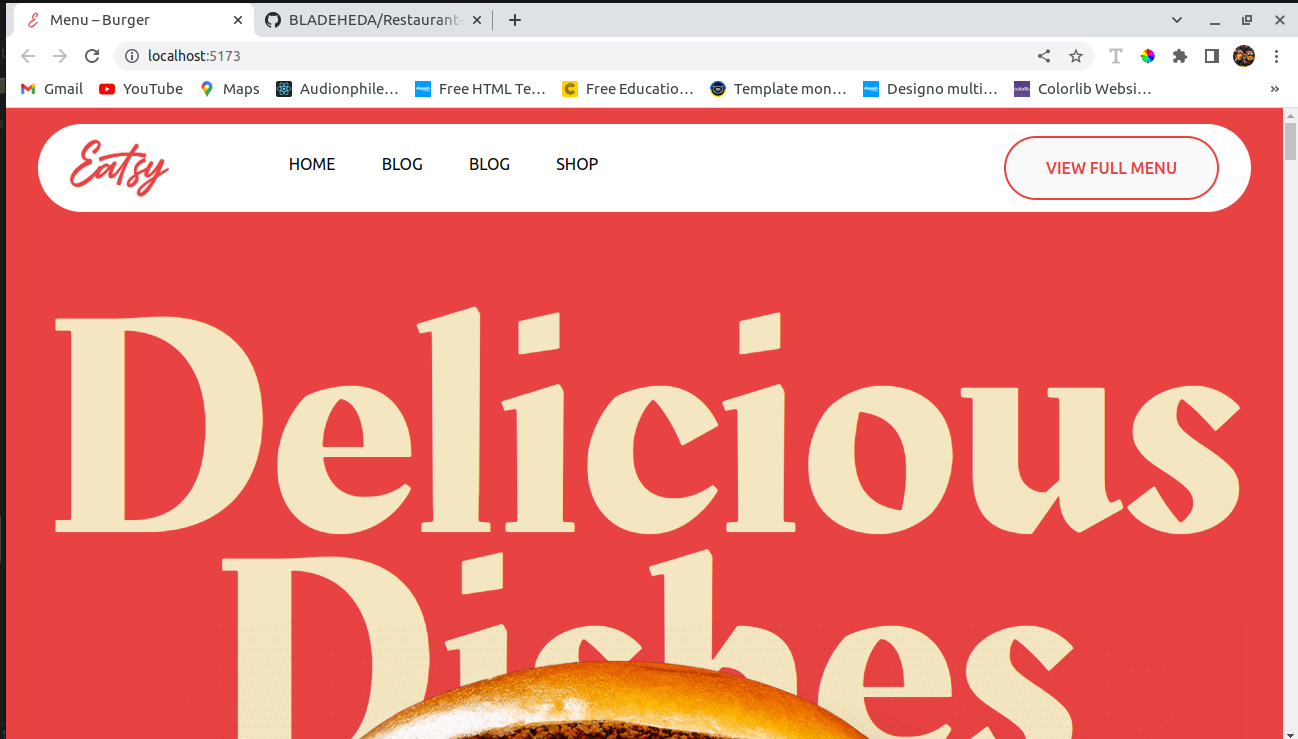 Menu – Burger
BLADEHEDA/Restaurant-
localhost:5173
Gmail YouTube Maps Audionphile... Free HTML Te... Free Educatio... Template mon... Designo multi... Colorlib Websi... »
Eatsy
HOME BLOG BLOG SHOP
VIEW FULL MENU
Delicious
Dishes